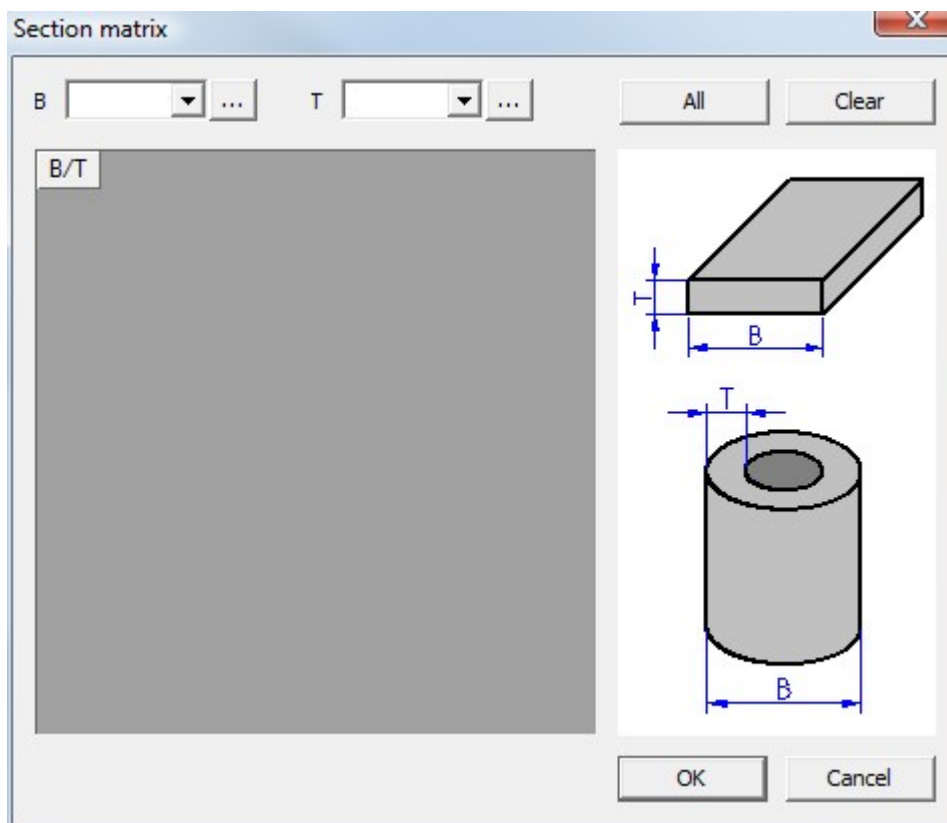 Section matrix
B ... T ... All Clear
B/T
T
B
T
B
OK Cancel